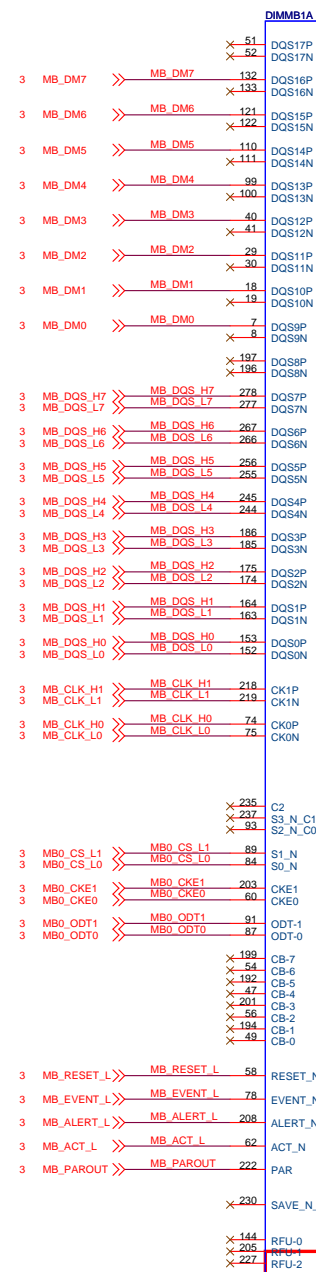 DIMMB1A
51 DQS17P
52 DQS17N
3 MB_DM7 MB_DM7 132 DQS16P
133 DQS16N
3 MB_DM6 MB_DM6 121 DQS15P
122 DQS15N
3 MB_DM5 MB_DM5 110 DQS14P
111 DQS14N
3 MB_DM4 MB_DM4 99 DQS13P
100 DQS13N
3 MB_DM3 MB_DM3 40 DQS12P
41 DQS12N
3 MB_DM2 MB_DM2 29 DQS11P
30 DQS11N
3 MB_DM1 MB_DM1 18 DQS10P
19 DQS10N
3 MB_DM0 MB_DM0 7 DQS9P
8 DQS9N
197 DQS8P
196 DQS8N
3 MB_DQS_H7 MB_DQS_H7 278 DQS7P
3 MB_DQS_L7 MB_DQS_L7 277 DQS7N
3 MB_DQS_H6 MB_DQS_H6 267 DQS6P
3 MB_DQS_L6 MB_DQS_L6 266 DQS6N
3 MB_DQS_H5 MB_DQS_H5 256 DQS5P
3 MB_DQS_L5 MB_DQS_L5 255 DQS5N
3 MB_DQS_H4 MB_DQS_H4 245 DQS4P
3 MB_DQS_L4 MB_DQS_L4 244 DQS4N
3 MB_DQS_H3 MB_DQS_H3 186 DQS3P
3 MB_DQS_L3 MB_DQS_L3 185 DQS3N
3 MB_DQS_H2 MB_DQS_H2 175 DQS2P
3 MB_DQS_L2 MB_DQS_L2 174 DQS2N
3 MB_DQS_H1 MB_DQS_H1 164 DQS1P
3 MB_DQS_L1 MB_DQS_L1 163 DQS1N
3 MB_DQS_H0 MB_DQS_H0 153 DQS0P
3 MB_DQS_L0 MB_DQS_L0 152 DQS0N
3 MB_CLK_H1 MB_CLK_H1 218 CK1P
3 MB_CLK_L1 MB_CLK_L1 219 CK1N
3 MB_CLK_H0 MB_CLK_H0 74 CK0P
3 MB_CLK_L0 MB_CLK_L0 75 CK0N
235 C2
237 S3_N_C1
93 S2_N_C0
3 MB0_CS_L1 MB0_CS_L1 89 S1_N
3 MB0_CS_L0 MB0_CS_L0 84 S0_N
3 MB0_CKE1 MB0_CKE1 203 CKE1
3 MB0_CKE0 MB0_CKE0 60 CKE0
3 MB0_ODT1 MB0_ODT1 91 ODT-1
3 MB0_ODT0 MB0_ODT0 87 ODT-0
199 CB-7
54 CB-6
192 CB-5
47 CB-4
201 CB-3
56 CB-2
194 CB-1
49 CB-0
3 MB_RESET_L MB_RESET_L 58 RESET_N
3 MB_EVENT_L MB_EVENT_L 78 EVENT_N
3 MB_ALERT_L MB_ALERT_L 208 ALERT_N
3 MB_ACT_L MB_ACT_L 62 ACT_N
3 MB_PAROUT MB_PAROUT 222 PAR
230 SAVE_N_
144 RFU-0
205 RFU-1
227 RFU-2